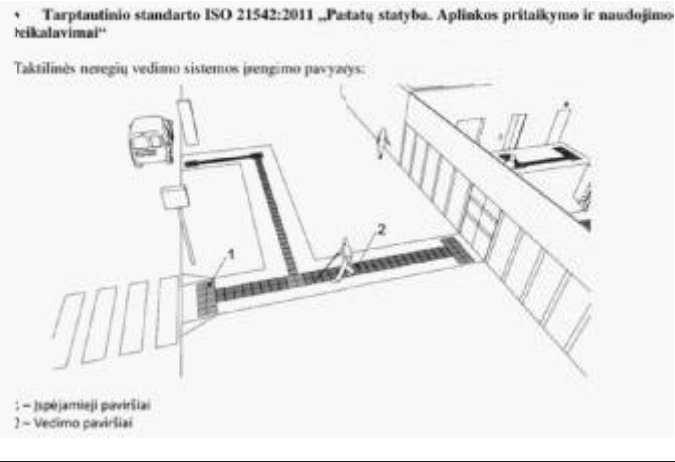 Tarptautinio standarto ISO 21542:2011 „Pastatų statyba. Aplinkos pritaikymo ir naudojimo
reikalavimai“
Taktilinės neregių vedimo sistemos įrengimo pavyzdys:
1
2
1 – Įspėjamieji paviršiai
2 – Vedimo paviršiai